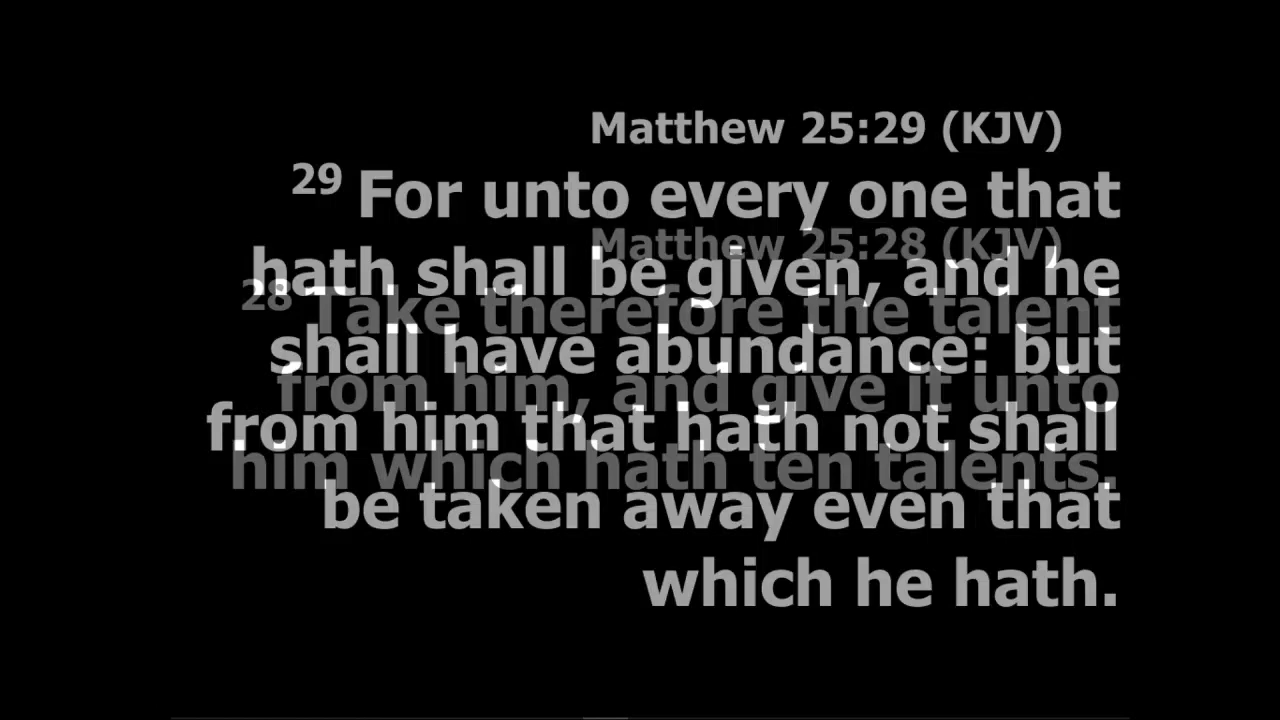 Matthew 25:29 (KJV)
29 For unto every one that
hath shall be given, and he
shall have abundance: but
from him that hath not shall
be taken away even that
which he hath.
Matthew 25:28 (KJV)
28 Take therefore the talent
from him, and give it unto
him which hath ten talents.